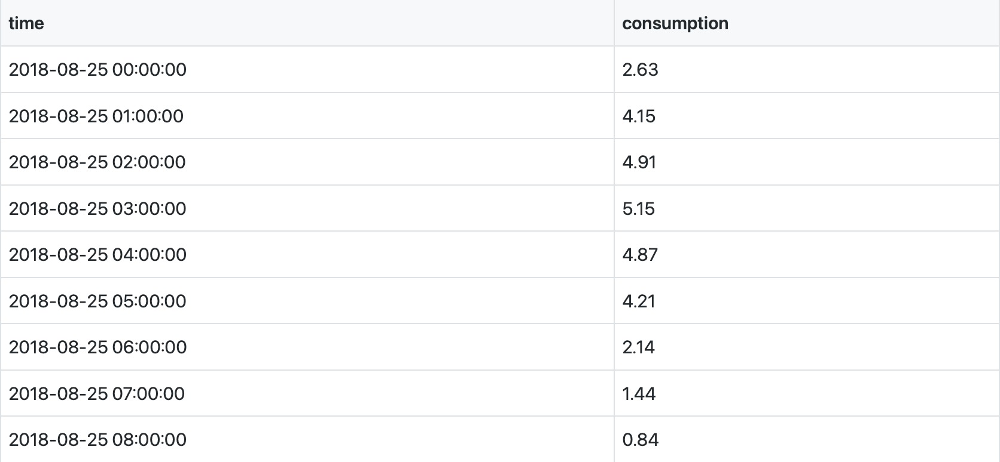 time consumption
2018-08-25 00:00:00 2.63
2018-08-25 01:00:00 4.15
2018-08-25 02:00:00 4.91
2018-08-25 03:00:00 5.15
2018-08-25 04:00:00 4.87
2018-08-25 05:00:00 4.21
2018-08-25 06:00:00 2.14
2018-08-25 07:00:00 1.44
2018-08-25 08:00:00 0.84